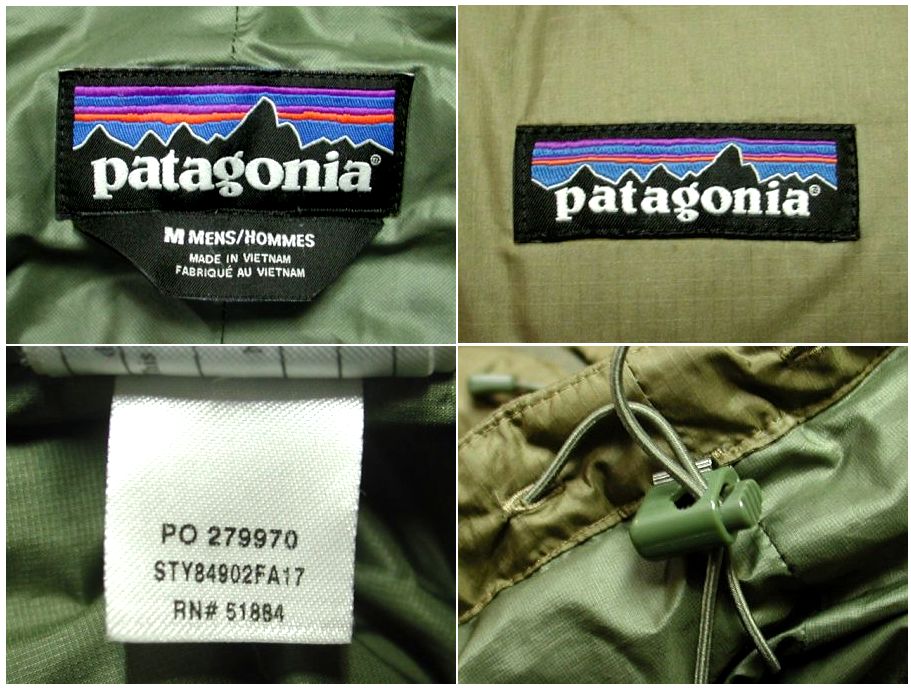 patagonia®
M MENS/HOMMES
MADE IN VIETNAM
FABRIQUÉ AU VIETNAM
patagonia®
PO 279970
STY84902FA17
RN# 51884